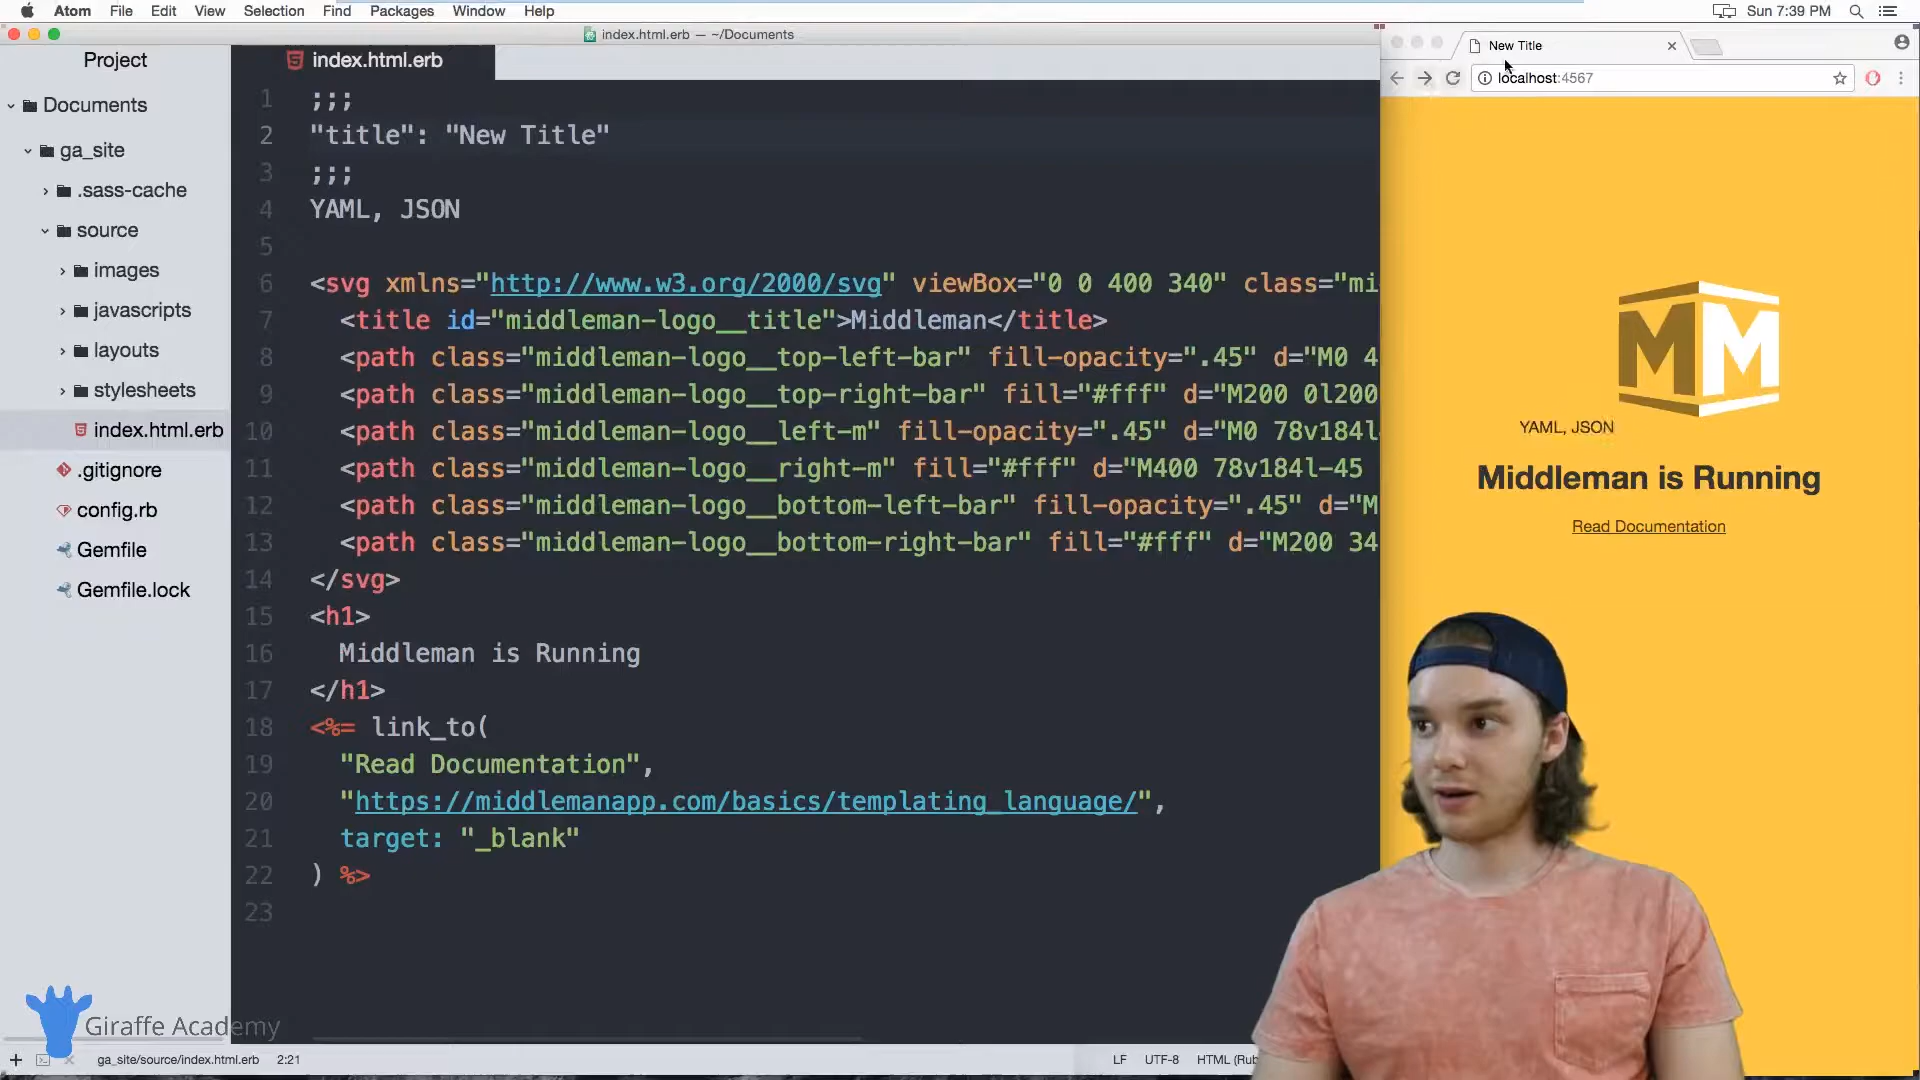 Atom File Edit View Selection Find Packages Window Help Sun 7:39 PM
index.html.erb — ~/Documents
Project
Documents
ga_site
.sass-cache
source
images
javascripts
layouts
stylesheets
index.html.erb
.gitignore
config.rb
Gemfile
Gemfile.lock
index.html.erb
1 ;;;
2 "title": "New Title"
3 ;;;
4 YAML, JSON
5
6 <svg xmlns="http://www.w3.org/2000/svg" viewBox="0 0 400 340" class="mi
7 <title id="middleman-logo__title">Middleman</title>
8 <path class="middleman-logo__top-left-bar" fill-opacity=".45" d="M0 4
9 <path class="middleman-logo__top-right-bar" fill="#fff" d="M200 0l200
10 <path class="middleman-logo__left-m" fill-opacity=".45" d="M0 78v184l
11 <path class="middleman-logo__right-m" fill="#fff" d="M400 78v184l-45
12 <path class="middleman-logo__bottom-left-bar" fill-opacity=".45" d="M
13 <path class="middleman-logo__bottom-right-bar" fill="#fff" d="M200 34
14 </svg>
15 <h1>
16 Middleman is Running
17 </h1>
18 <%= link_to(
19 "Read Documentation",
20 "https://middlemanapp.com/basics/templating_language/",
21 target: "_blank"
22 ) %>
23
New Title
localhost:4567
MM
YAML, JSON
Middleman is Running
Read Documentation
Giraffe Academy
ga_site/source/index.html.erb 2:21 LF UTF-8 HTML (Rub